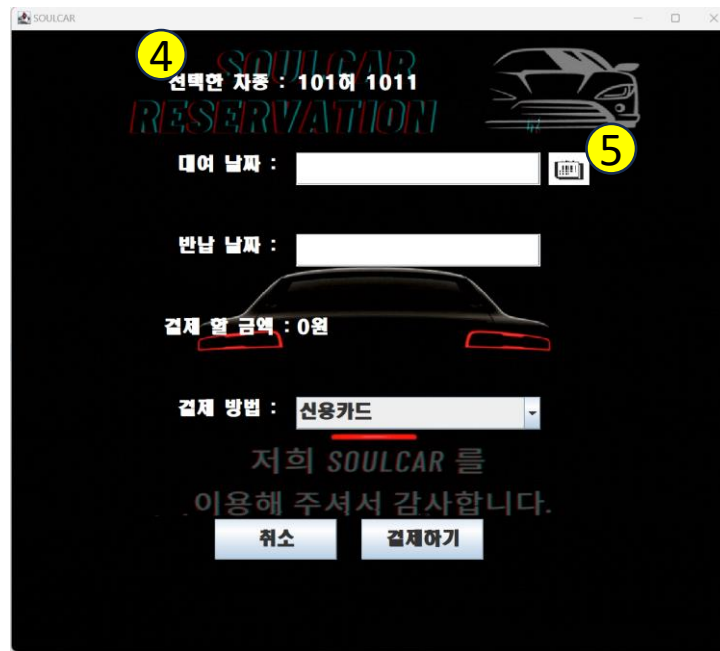 SOULCAR
4
SOULCAR
선택한 차종 : 101허 1011
RESERVATION
5
대여 날짜 :
반납 날짜 :
결제 할 금액 : 0원
결제 방법 : 신용카드
저희 SOULCAR 를
이용해 주셔서 감사합니다.
취소 결제하기